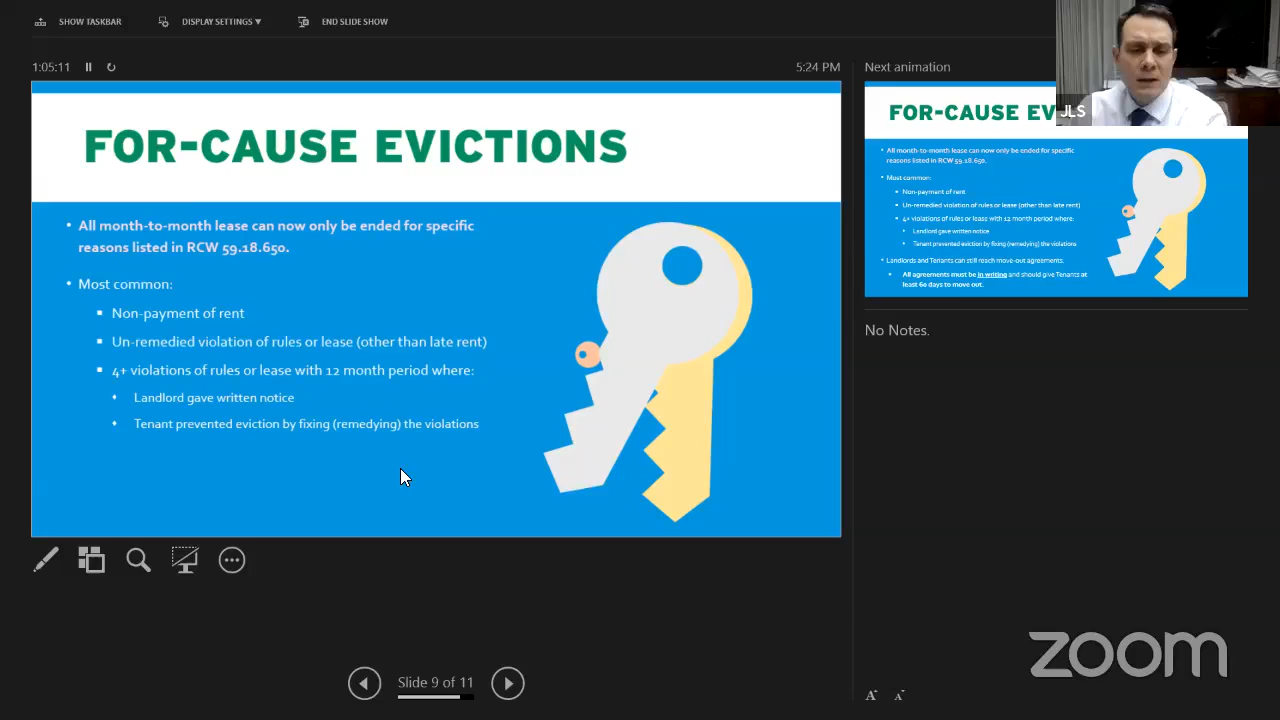 SHOW TASKBAR
DISPLAY SETTINGS ▼
END SLIDE SHOW
1:05:11
5:24 PM
FOR-CAUSE EVICTIONS
• All month-to-month lease can now only be ended for specific
reasons listed in RCW 59.18.650.
• Most common:
▪ Non-payment of rent
▪ Un-remedied violation of rules or lease (other than late rent)
▪ 4+ violations of rules or lease with 12 month period where:
♦ Landlord gave written notice
♦ Tenant prevented eviction by fixing (remedying) the violations
Slide 9 of 11
Next animation
JLS
FOR-CAUSE EV
• All month-to-month lease can now only be ended for specific
reasons listed in RCW 59.18.650.
• Most common:
▪ Non-payment of rent
▪ Un-remedied violation of rules or lease (other than late rent)
▪ 4+ violations of rules or lease with 12 month period where:
♦ Landlord gave written notice
♦ Tenant prevented eviction by fixing (remedying) the violations
• Landlords and Tenants can still reach move-out agreements:
▪ All agreements must be in writing and should give Tenants at
least 60 days to move out.
No Notes.
zoom
A A